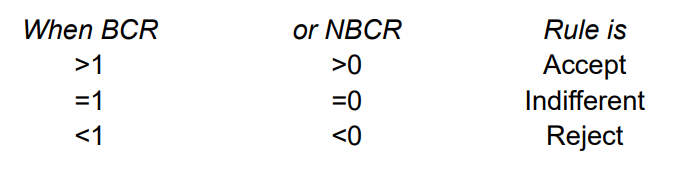 When BCR or NBCR Rule is
>1 >0 Accept
=1 =0 Indifferent
<1 <0 Reject